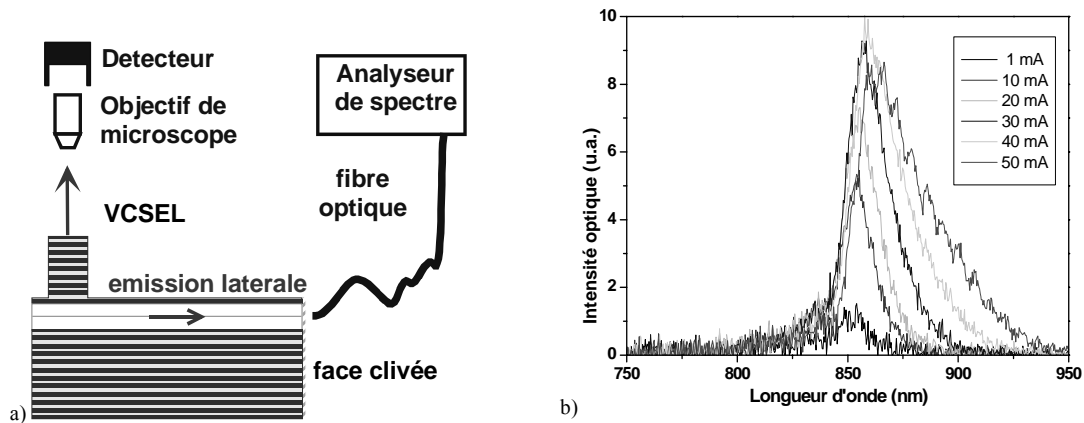 a)
Detecteur
Objectif de
microscope
VCSEL
emission laterale
Analyseur
de spectre
fibre
optique
face clivée
b)
Intensité optique (u.a.)
10
8
6
4
2
0
750
800
850
900
950
Longueur d'onde (nm)
1 mA
10 mA
20 mA
30 mA
40 mA
50 mA